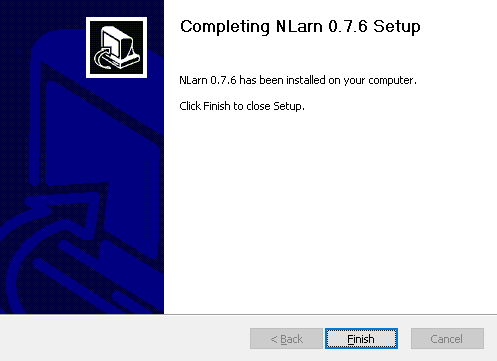 Completing NLarn 0.7.6 Setup
NLarn 0.7.6 has been installed on your computer.
Click Finish to close Setup.
< Back
Finish
Cancel